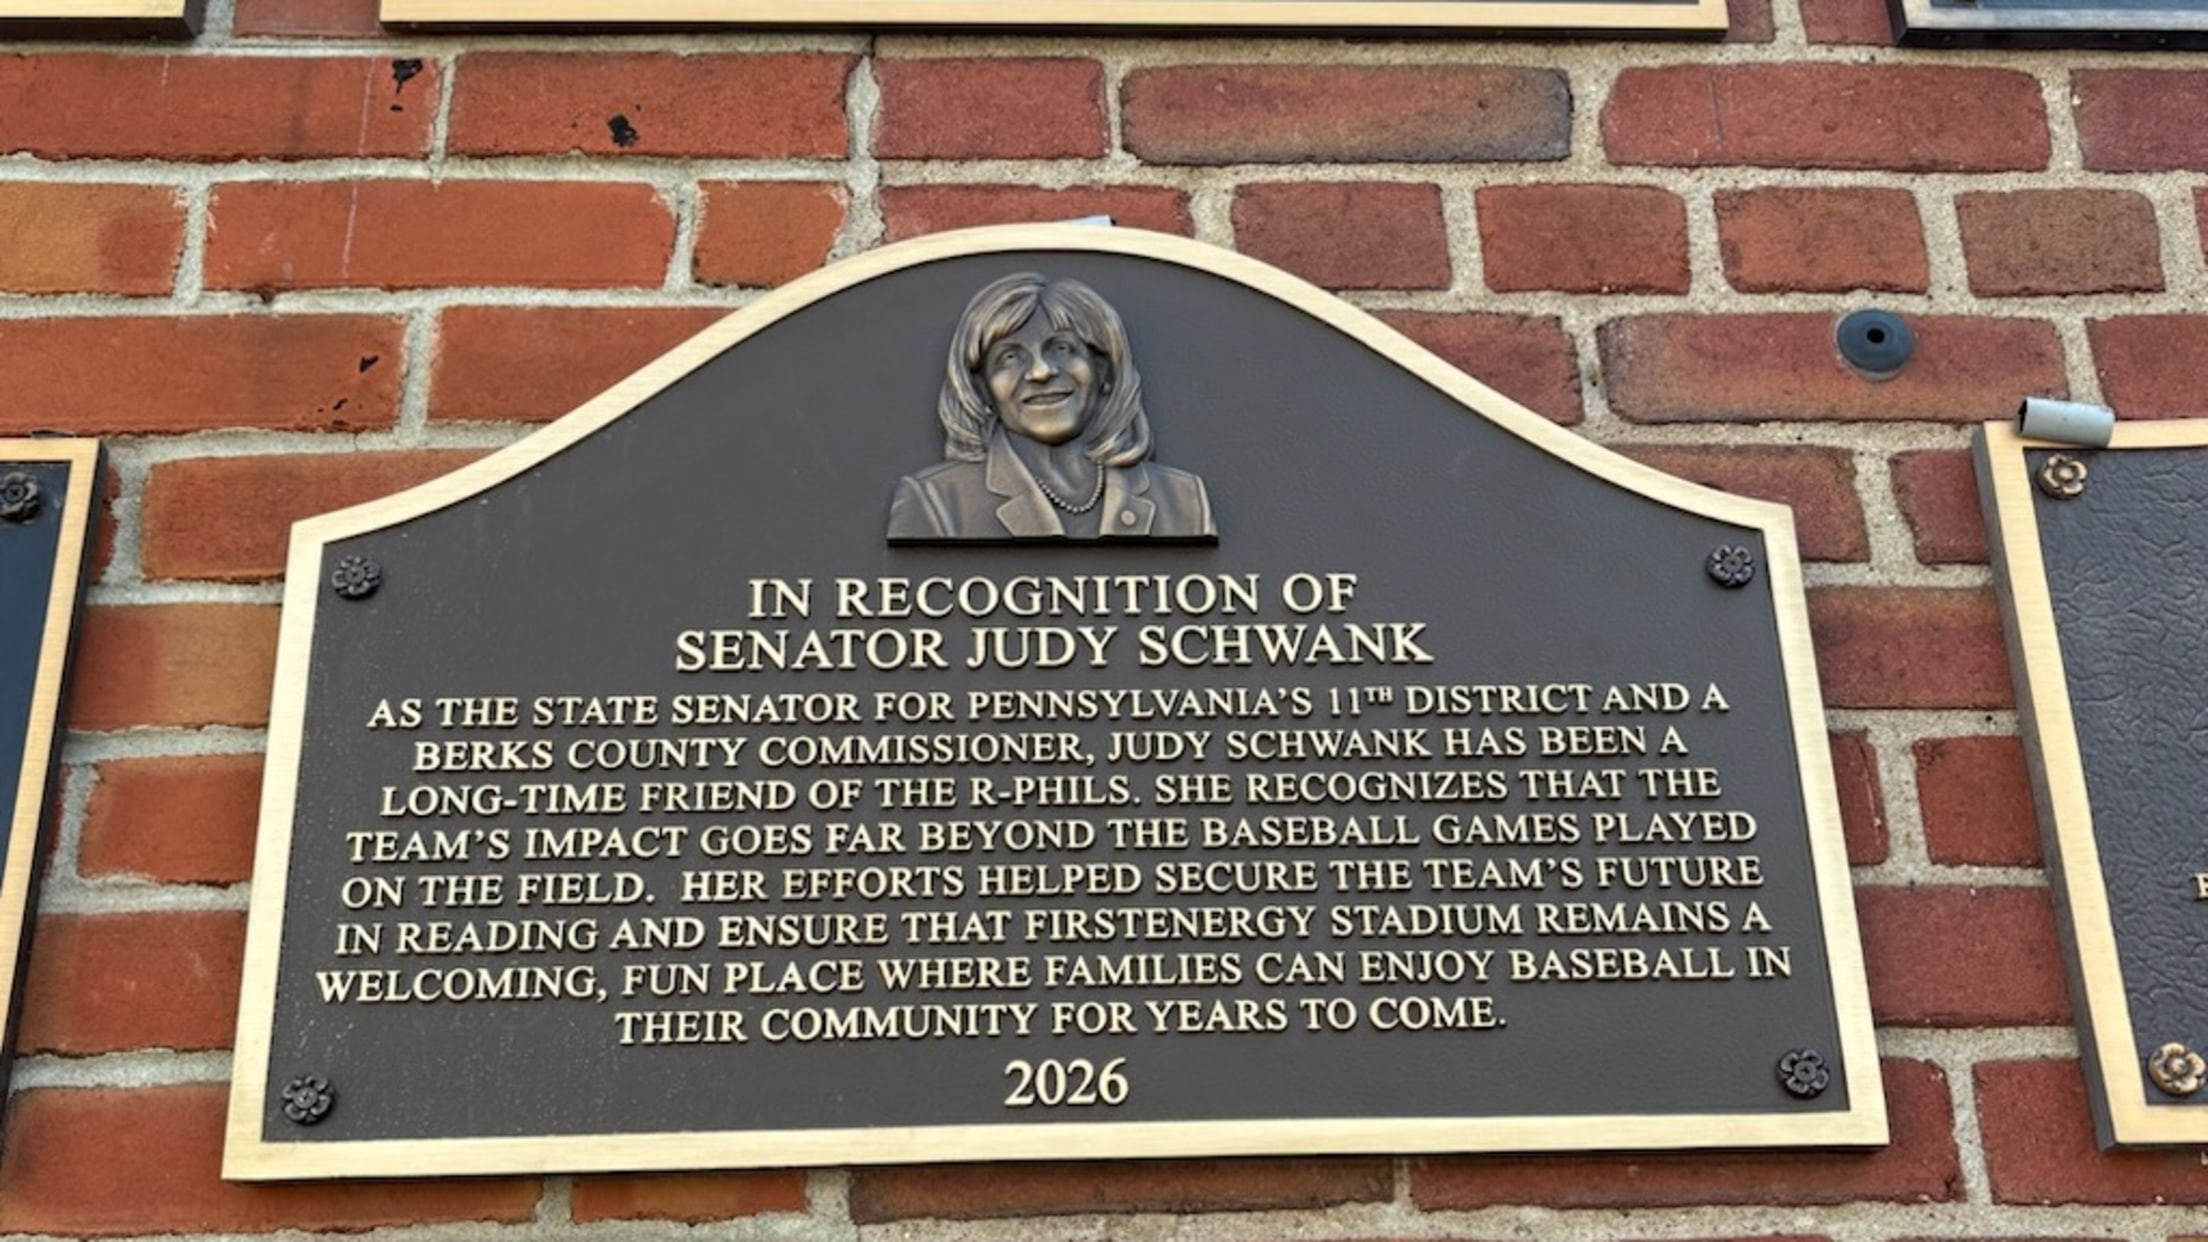 IN RECOGNITION OF
SENATOR JUDY SCHWANK
AS THE STATE SENATOR FOR PENNSYLVANIA'S 11TH DISTRICT AND A
BERKS COUNTY COMMISSIONER, JUDY SCHWANK HAS BEEN A
LONG-TIME FRIEND OF THE R-PHILS. SHE RECOGNIZES THAT THE
TEAM'S IMPACT GOES FAR BEYOND THE BASEBALL GAMES PLAYED
ON THE FIELD. HER EFFORTS HELPED SECURE THE TEAM'S FUTURE
IN READING AND ENSURE THAT FIRSTENERGY STADIUM REMAINS A
WELCOMING, FUN PLACE WHERE FAMILIES CAN ENJOY BASEBALL IN
THEIR COMMUNITY FOR YEARS TO COME.
2026